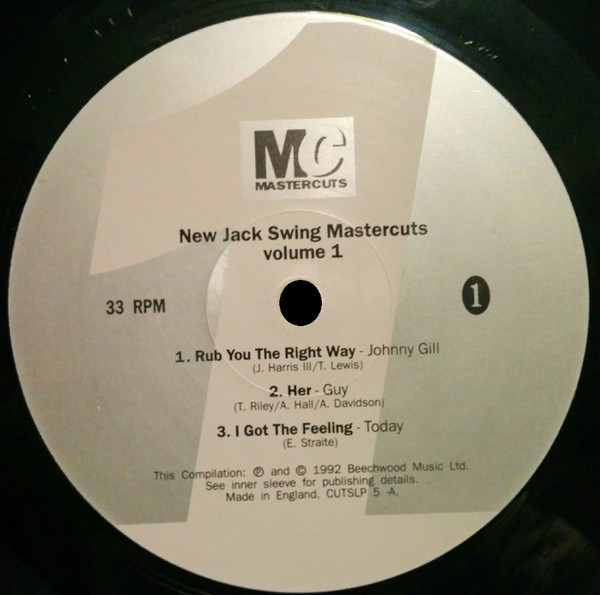 MC
MASTERCUTS
New Jack Swing Mastercuts
volume 1
33 RPM
1
1. Rub You The Right Way - Johnny Gill
(J. Harris III/T. Lewis)
2. Her - Guy
(T. Riley/A. Hall/A. Davidson)
3. I Got The Feeling - Today
(E. Straite)
This Compilation: ℗ and © 1992 Beechwood Music Ltd.
See inner sleeve for publishing details.
Made in England. CUTSLP 5 -A.